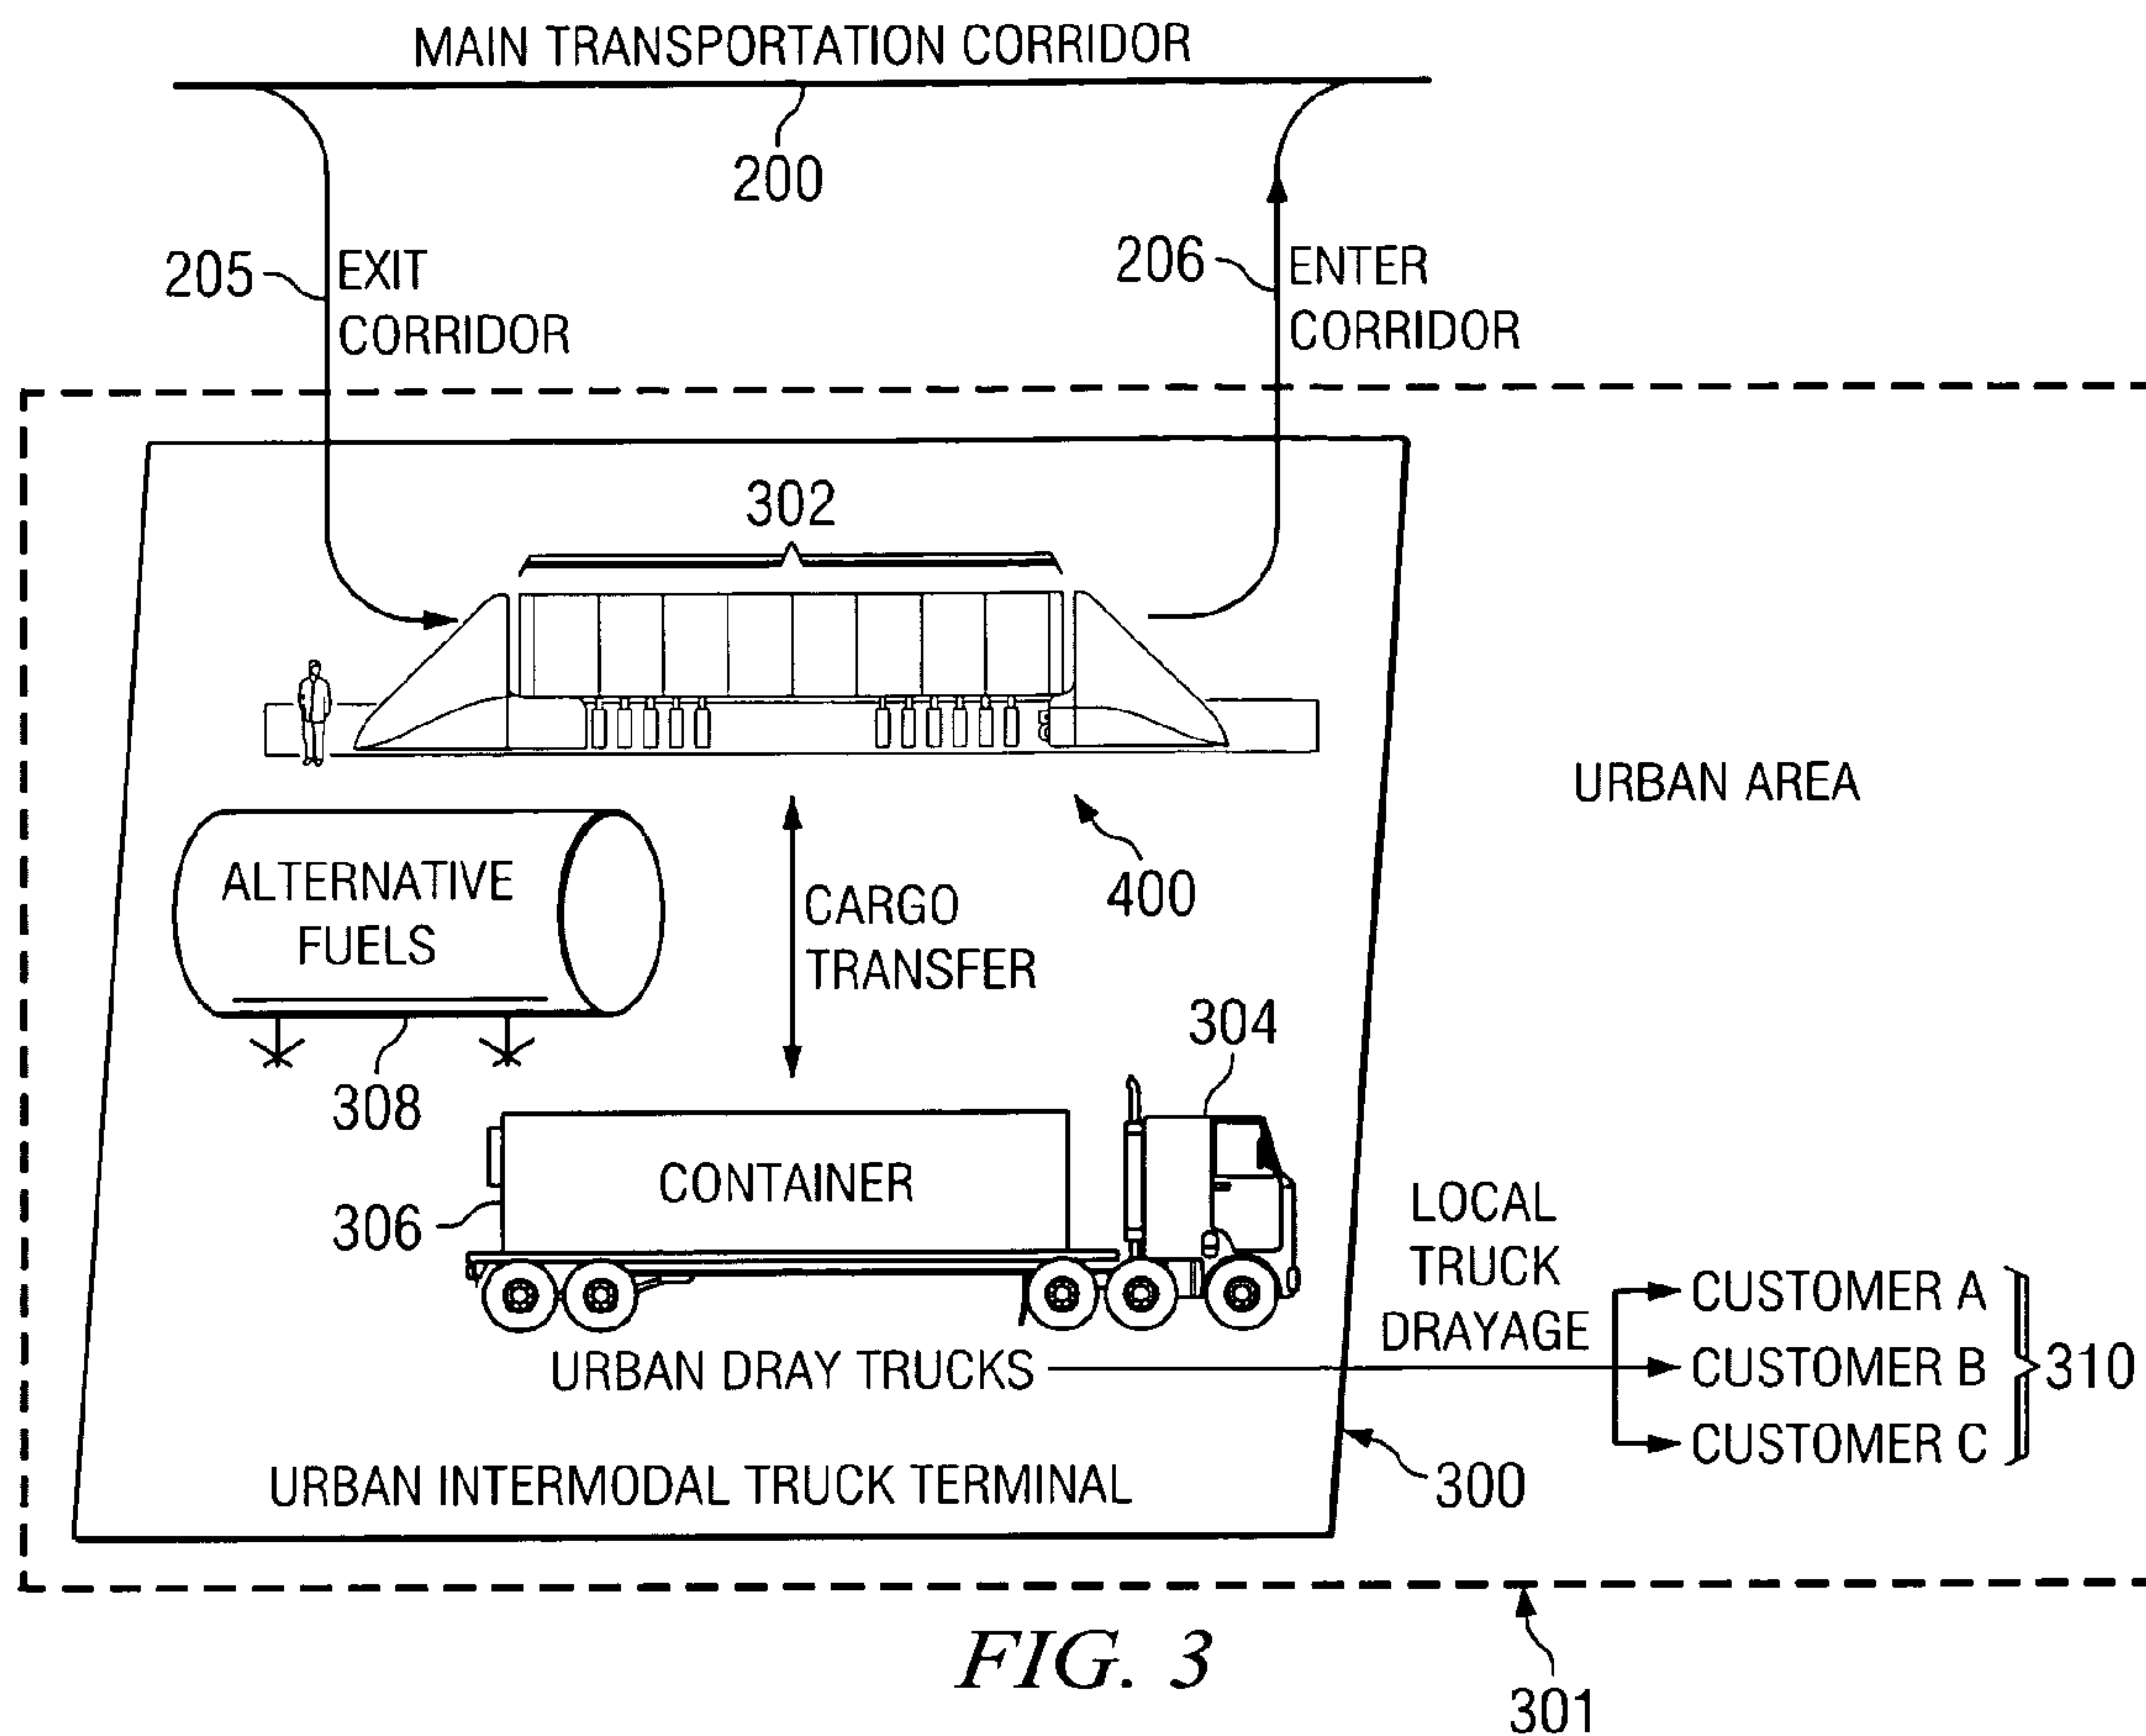 MAIN TRANSPORTATION CORRIDOR
200
205
EXIT
CORRIDOR
206
ENTER
CORRIDOR
302
URBAN AREA
400
ALTERNATIVE
FUELS
CARGO
TRANSFER
304
308
CONTAINER
306
LOCAL
TRUCK
DRAYAGE
CUSTOMER A
CUSTOMER B
CUSTOMER C
310
URBAN DRAY TRUCKS
300
URBAN INTERMODAL TRUCK TERMINAL
FIG. 3
301